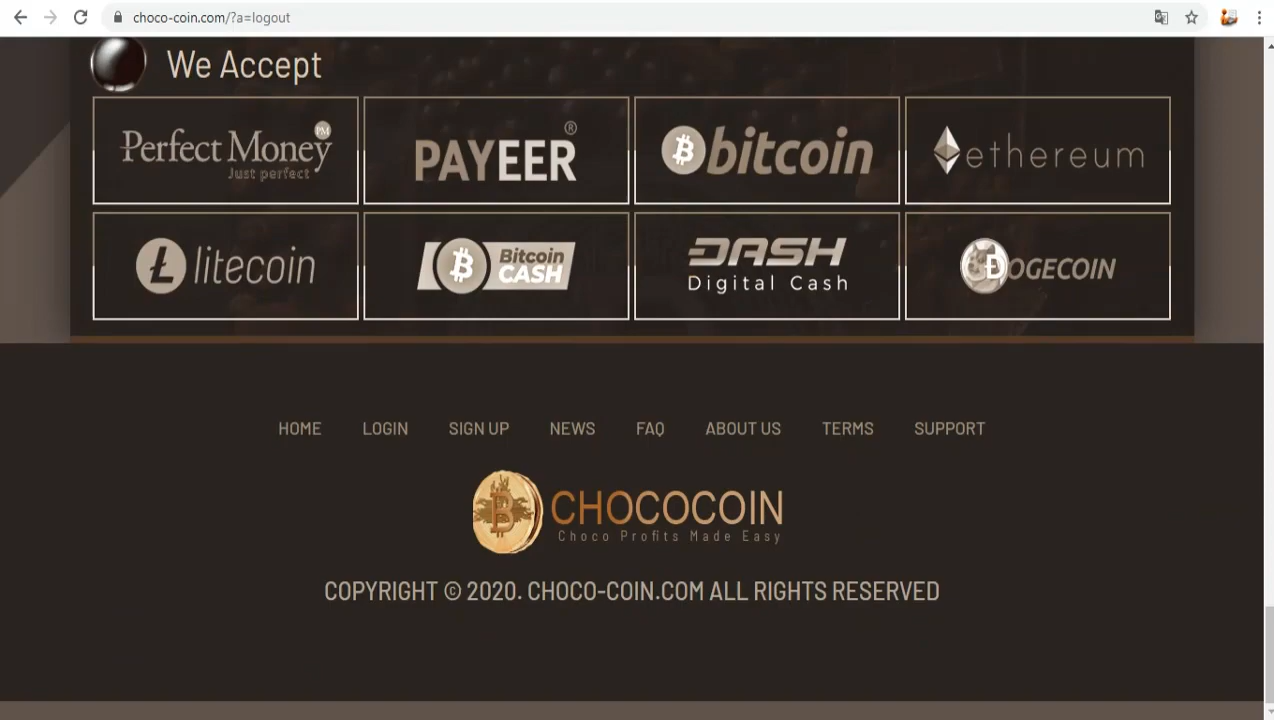 choco-coin.com/?a=logout
We Accept
Perfect Money PM
Just perfect
PAYEER®
bitcoin
ethereum
litecoin
Bitcoin
CASH
DASH
Digital Cash
DOGECOIN
HOME LOGIN SIGN UP NEWS FAQ ABOUT US TERMS SUPPORT
CHOCOCOIN
Choco Profits Made Easy
COPYRIGHT © 2020. CHOCO-COIN.COM ALL RIGHTS RESERVED